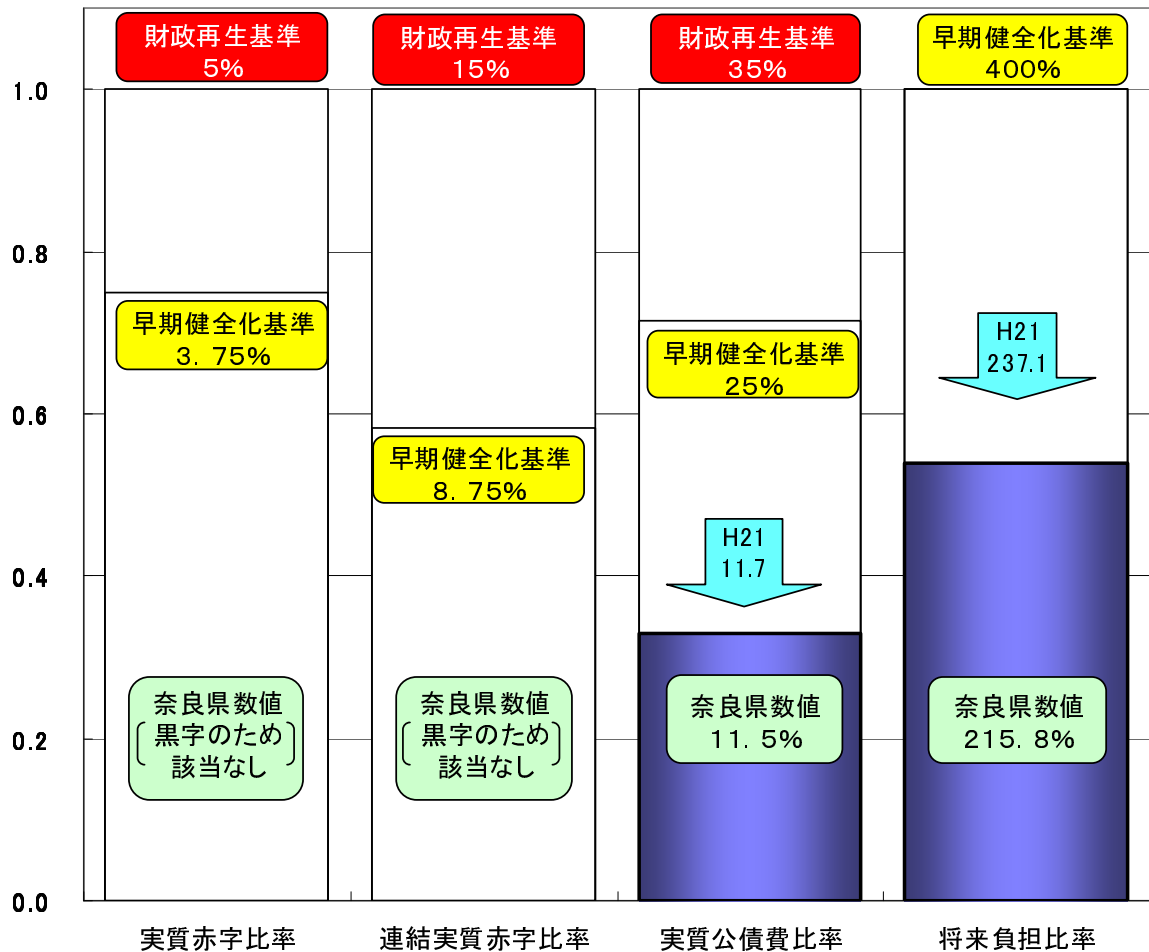 財政再生基準
5%
財政再生基準
15%
財政再生基準
35%
早期健全化基準
400%
1.0
0.8
0.6
0.4
0.2
0.0
早期健全化基準
3.75%
早期健全化基準
8.75%
早期健全化基準
25%
H21
237.1
H21
11.7
奈良県数値
黒字のため
該当なし
奈良県数値
黒字のため
該当なし
奈良県数値
11.5%
奈良県数値
215.8%
実質赤字比率
連結実質赤字比率
実質公債費比率
将来負担比率